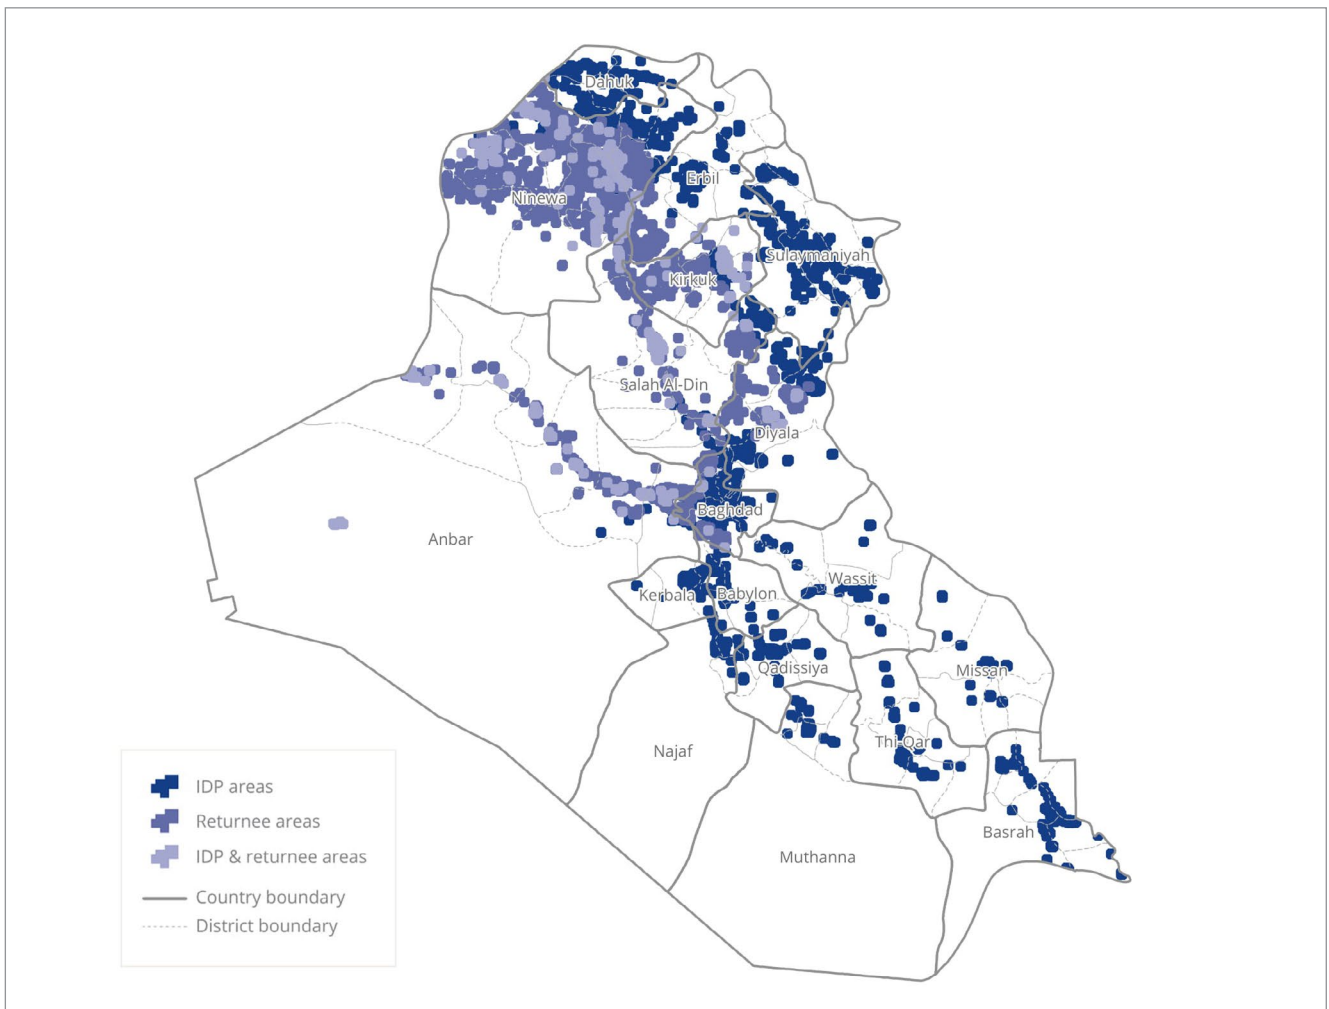 Dahuk
Erbil
Ninewa
Sulaymaniyah
Kirkuk
Salah Al-Din
Diyala
Baghdad
Anbar
Wassit
Kerbala
Babylon
Qadissiya
Missan
Thi-Qar
Najaf
Basrah
Muthanna
IDP areas
Returnee areas
IDP & returnee areas
Country boundary
District boundary